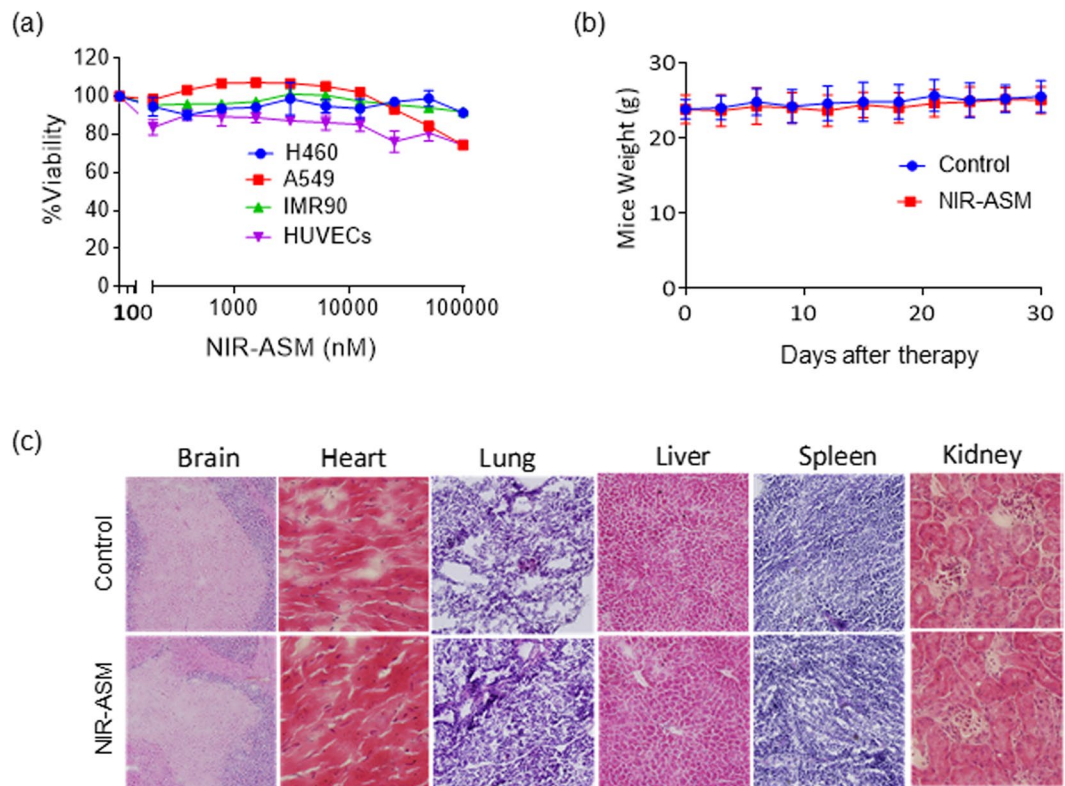 (a)
%Viability
120
100
80
60
40
20
0
H460
A549
IMR90
HUVECs
100 1000 10000 100000
NIR-ASM (nM)
(b)
Mice Weight (g)
30
20
10
0
Control
NIR-ASM
0 10 20 30
Days after therapy
(c)
Brain Heart Lung Liver Spleen Kidney
Control
NIR-ASM